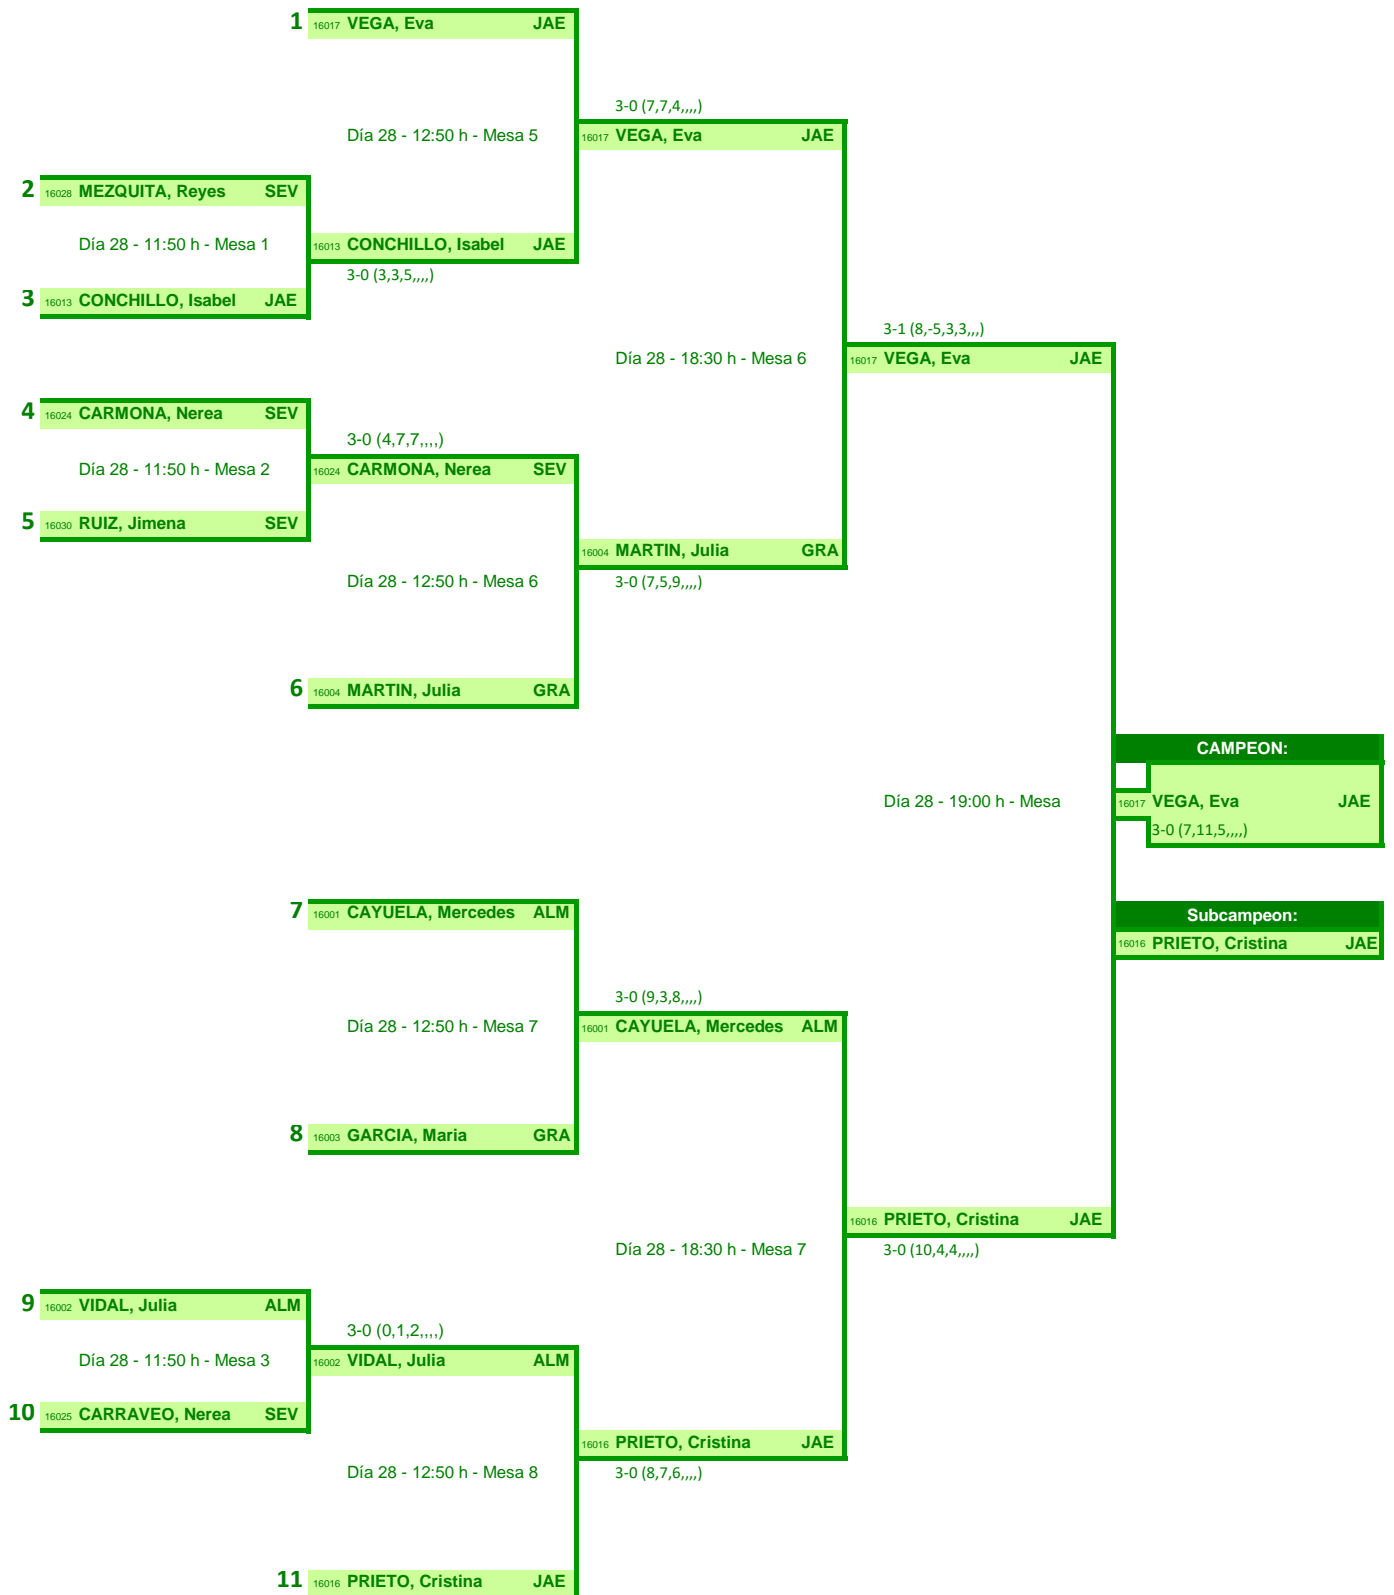 1 16017 VEGA, Eva JAE
3-0 (7,7,4,,,,)
Día 28 - 12:50 h - Mesa 5
16017 VEGA, Eva JAE
2 16028 MEZQUITA, Reyes SEV
Día 28 - 11:50 h - Mesa 1
16013 CONCHILLO, Isabel JAE
3-0 (3,3,5,,,,)
3 16013 CONCHILLO, Isabel JAE
3-1 (8,-5,3,3,,,)
Día 28 - 18:30 h - Mesa 6
16017 VEGA, Eva JAE
4 16024 CARMONA, Nerea SEV
3-0 (4,7,7,,,,)
Día 28 - 11:50 h - Mesa 2
16024 CARMONA, Nerea SEV
5 16030 RUIZ, Jimena SEV
16004 MARTIN, Julia GRA
Día 28 - 12:50 h - Mesa 6
3-0 (7,5,9,,,,)
6 16004 MARTIN, Julia GRA
CAMPEON:
Día 28 - 19:00 h - Mesa
16017 VEGA, Eva JAE
3-0 (7,11,5,,,,)
7 16001 CAYUELA, Mercedes ALM
Subcampeon:
16016 PRIETO, Cristina JAE
3-0 (9,3,8,,,,)
Día 28 - 12:50 h - Mesa 7
16001 CAYUELA, Mercedes ALM
8 16003 GARCIA, Maria GRA
16016 PRIETO, Cristina JAE
Día 28 - 18:30 h - Mesa 7
3-0 (10,4,4,,,,)
9 16002 VIDAL, Julia ALM
3-0 (0,1,2,,,,)
Día 28 - 11:50 h - Mesa 3
16002 VIDAL, Julia ALM
10 16025 CARRAVEO, Nerea SEV
16016 PRIETO, Cristina JAE
Día 28 - 12:50 h - Mesa 8
3-0 (8,7,6,,,,)
11 16016 PRIETO, Cristina JAE